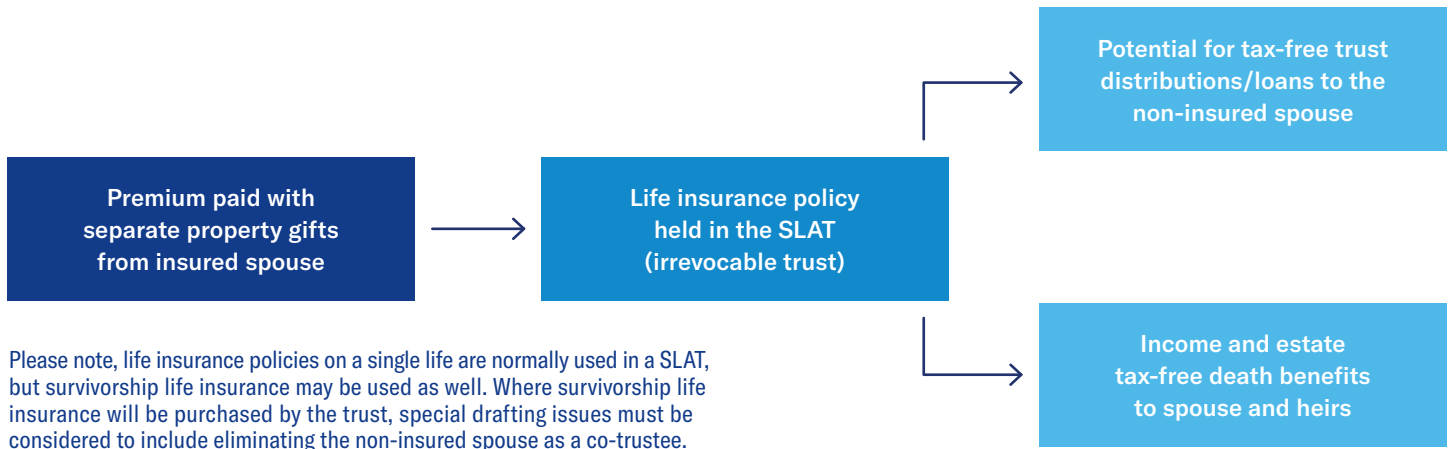 Potential for tax-free trust
distributions/loans to the
non-insured spouse
Premium paid with
separate property gifts
from insured spouse
Life insurance policy
held in the SLAT
(irrevocable trust)
Income and estate
tax-free death benefits
to spouse and heirs
Please note, life insurance policies on a single life are normally used in a SLAT,
but survivorship life insurance may be used as well. Where survivorship life
insurance will be purchased by the trust, special drafting issues must be
considered to include eliminating the non-insured spouse as a co-trustee.